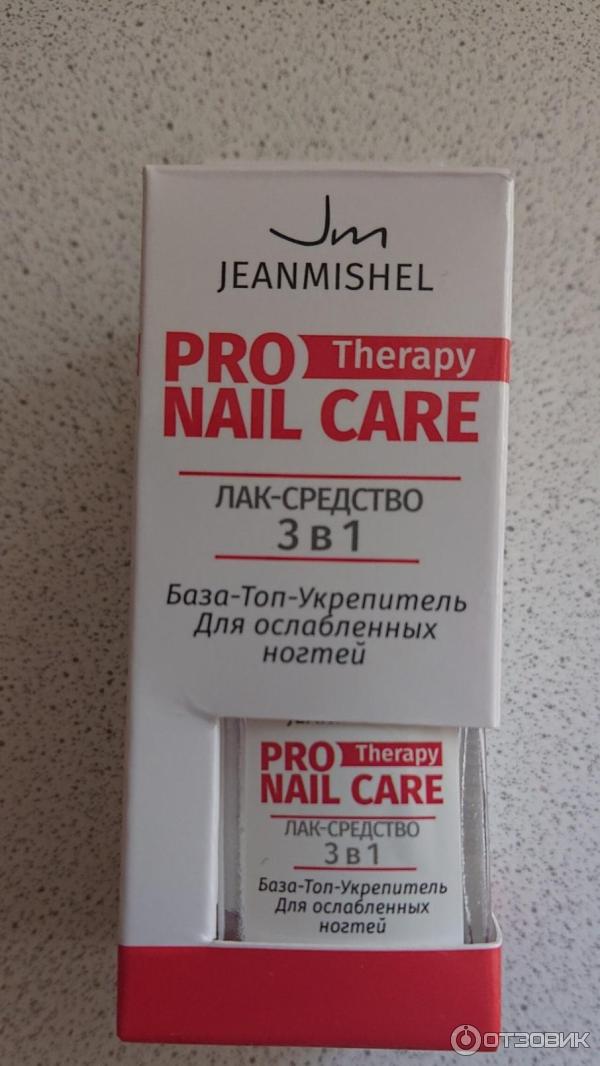 Jm
JEANMISHEL
PRO Therapy
NAIL CARE
ЛАК-СРЕДСТВО
3 в 1
База-Топ-Укрепитель
Для ослабленных
ногтей
PRO Therapy
NAIL CARE
ЛАК-СРЕДСТВО
3 в 1
База-Топ-Укрепитель
Для ослабленных
ногтей
ОТЗОВИК